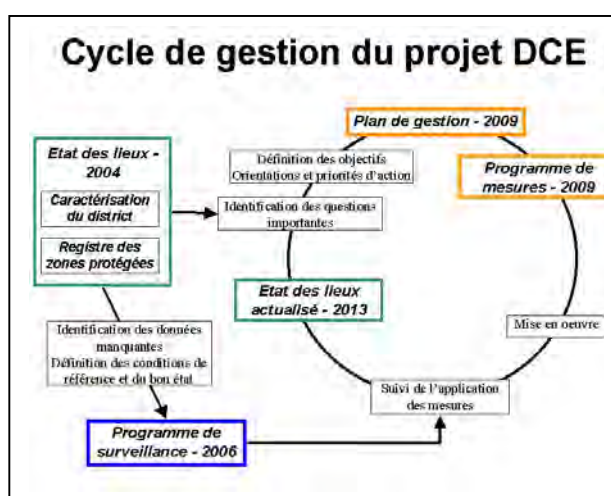 Cycle de gestion du projet DCE
Plan de gestion - 2009
Etat des lieux -
2004
Caractérisation
du district
Registre des
zones protégées
Définition des objectifs
Orientations et priorités d'action
Programme de
mesures - 2009
Identification des questions
importantes
Etat des lieux
actualisé - 2013
Mise en oeuvre
Identification des données
manquantes
Définition des conditions de
référence et du bon état
Suivi de l'application
des mesures
Programme de
surveillance - 2006